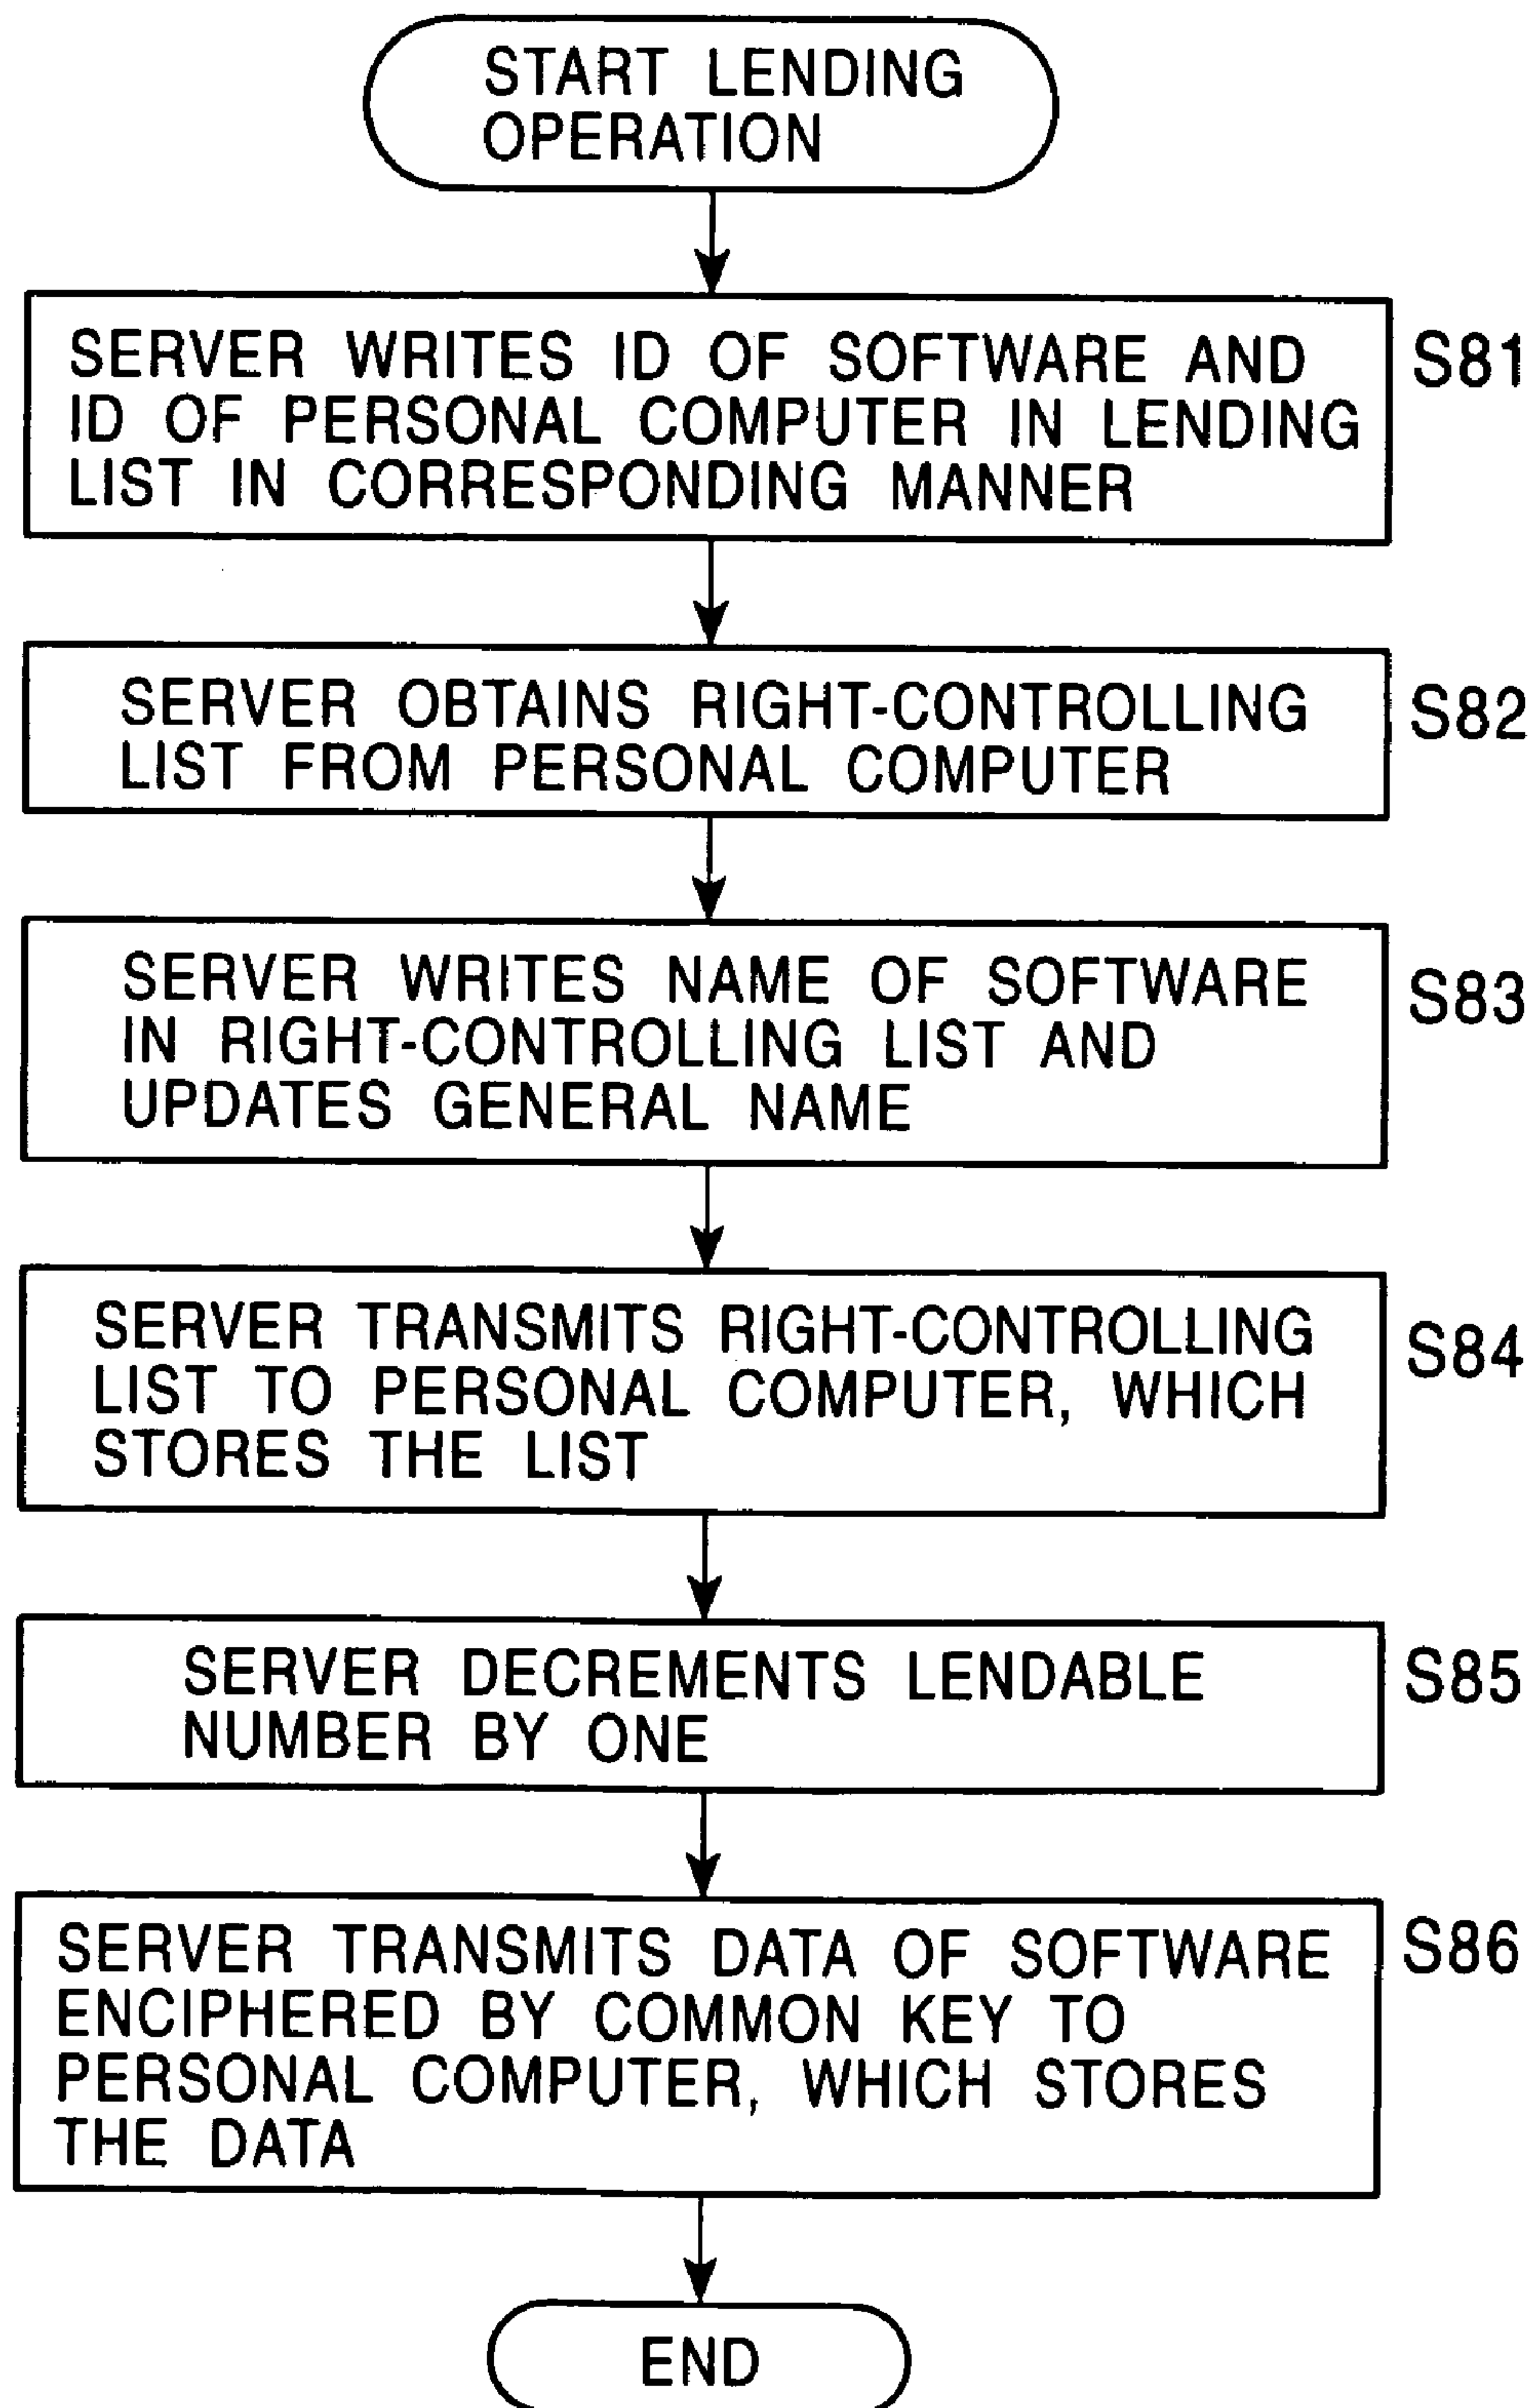 START LENDING
OPERATION
SERVER WRITES ID OF SOFTWARE AND
ID OF PERSONAL COMPUTER IN LENDING
LIST IN CORRESPONDING MANNER
S81
SERVER OBTAINS RIGHT-CONTROLLING
LIST FROM PERSONAL COMPUTER
S82
SERVER WRITES NAME OF SOFTWARE
IN RIGHT-CONTROLLING LIST AND
UPDATES GENERAL NAME
S83
SERVER TRANSMITS RIGHT-CONTROLLING
LIST TO PERSONAL COMPUTER, WHICH
STORES THE LIST
S84
SERVER DECREMENTS LENDABLE
NUMBER BY ONE
S85
SERVER TRANSMITS DATA OF SOFTWARE
ENCIPHERED BY COMMON KEY TO
PERSONAL COMPUTER, WHICH STORES
THE DATA
S86
END